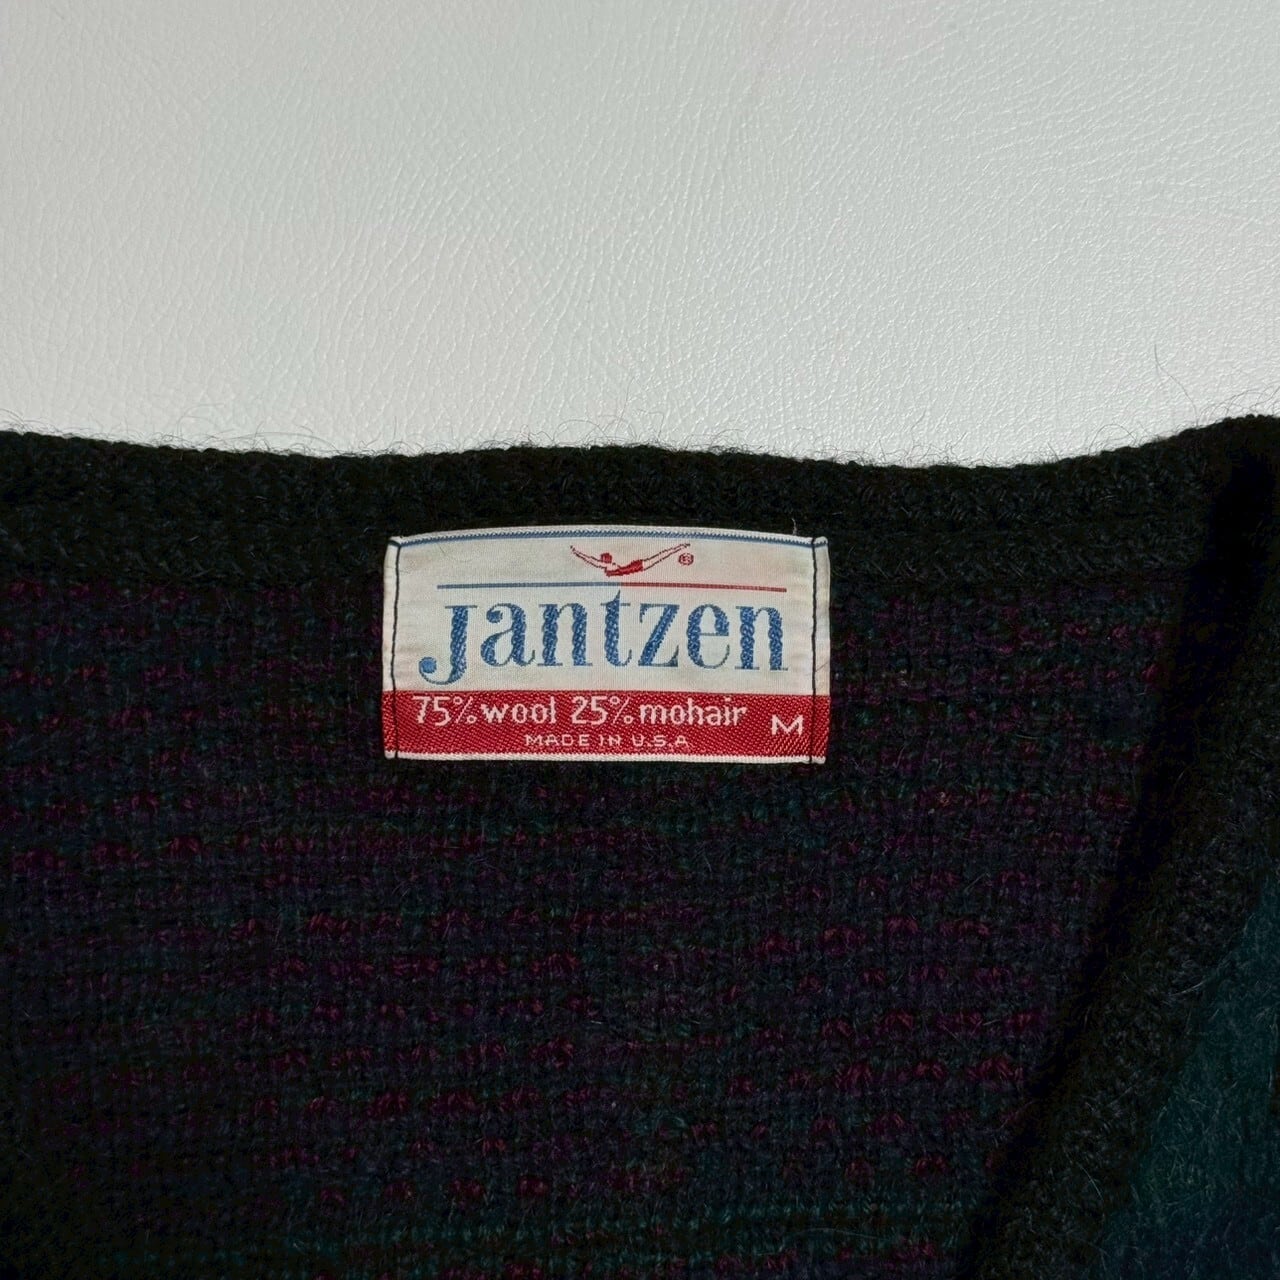 ®
Jantzen
75% wool 25% mohair M
MADE IN U.S.A